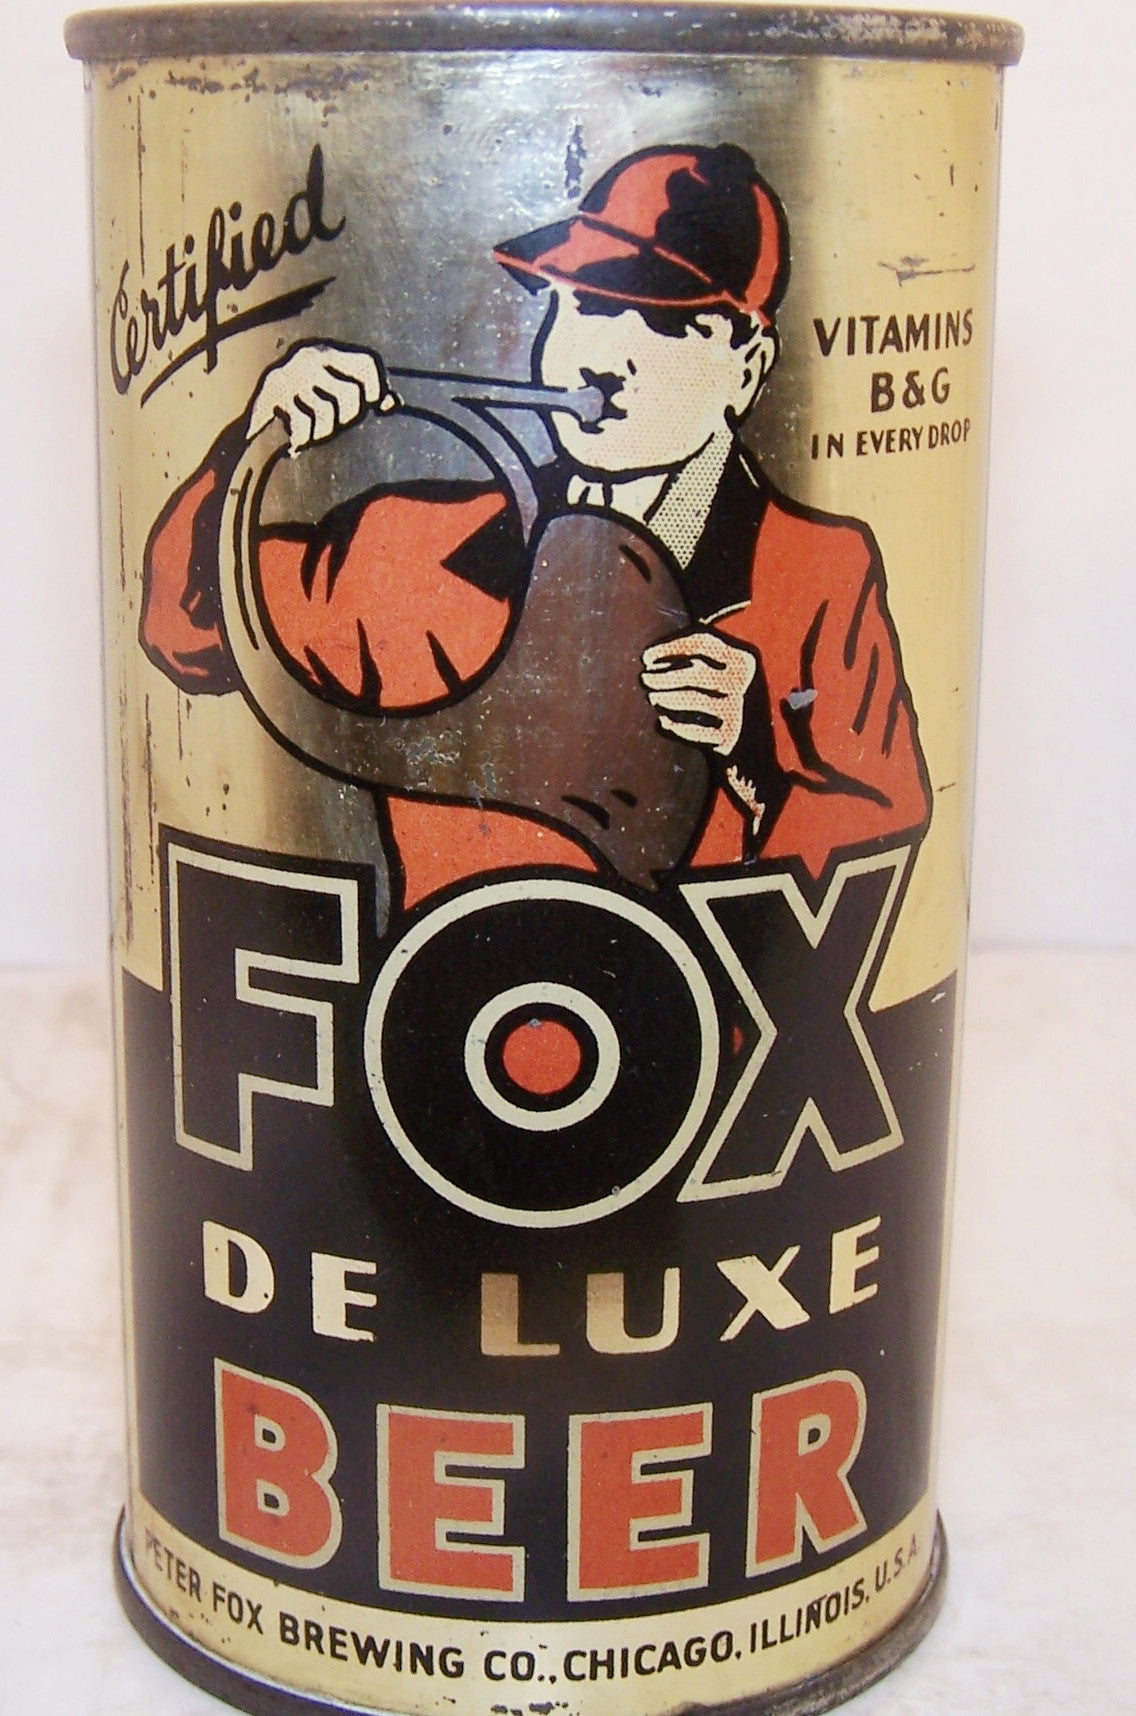 Certified
VITAMINS
B&G
IN EVERY DROP
FOX
DE LUXE
BEER
PETER FOX BREWING CO., CHICAGO, ILLINOIS, U.S.A.